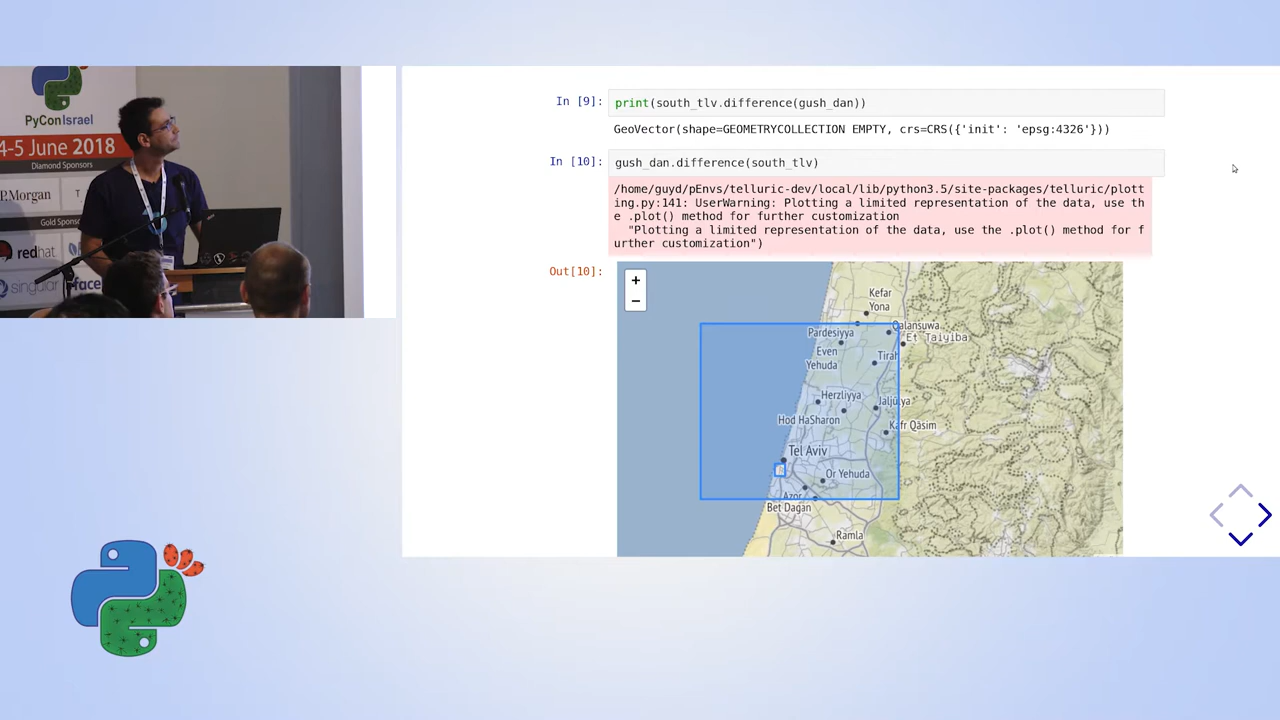 PyConIsrael
4-5 June 2018
Diamond Sponsors
P.Morgan
Gold Spons
redhat
singular
Iface
In [9]:
print(south_tlv.difference(gush_dan))
GeoVector(shape=GEOMETRYCOLLECTION EMPTY, crs=CRS({'init': 'epsg:4326'}))
In [10]:
gush_dan.difference(south_tlv)
/home/guyd/pEnvs/telluric-dev/local/lib/python3.5/site-packages/telluric/plott
ing.py:141: UserWarning: Plotting a limited representation of the data, use th
e .plot() method for further customization
"Plotting a limited representation of the data, use the .plot() method for f
urther customization")
Out[10]:
+
−
Kefar
Yona
Qalansuwa
Pardesiyya
Et Taiyiba
Even
Yehuda
Tirah
Herzliyya
Jaljulya
Hod HaSharon
Kafr Qāsim
Tel Aviv
Or Yehuda
Azor
Bet Dagan
Ramla